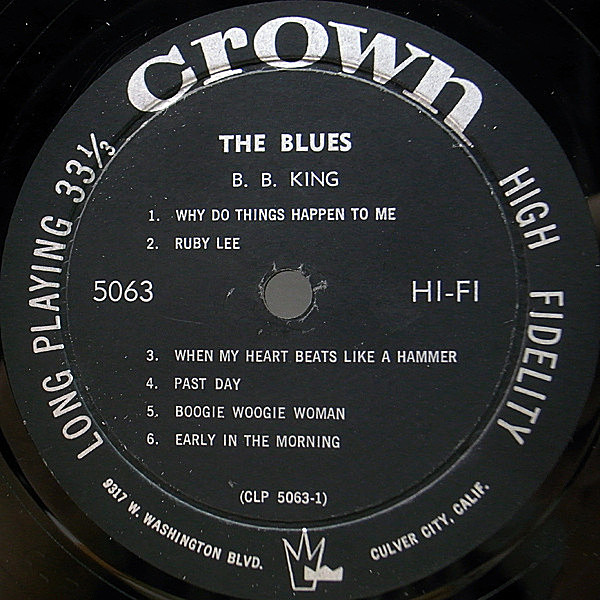 crown
LONG PLAYING 33⅓
HIGH FIDELITY
THE BLUES
B. B. KING
1. WHY DO THINGS HAPPEN TO ME
2. RUBY LEE
5063
HI-FI
3. WHEN MY HEART BEATS LIKE A HAMMER
4. PAST DAY
5. BOOGIE WOOGIE WOMAN
6. EARLY IN THE MORNING
(CLP 5063-1)
9317 W. WASHINGTON BLVD.
CULVER CITY, CALIF.